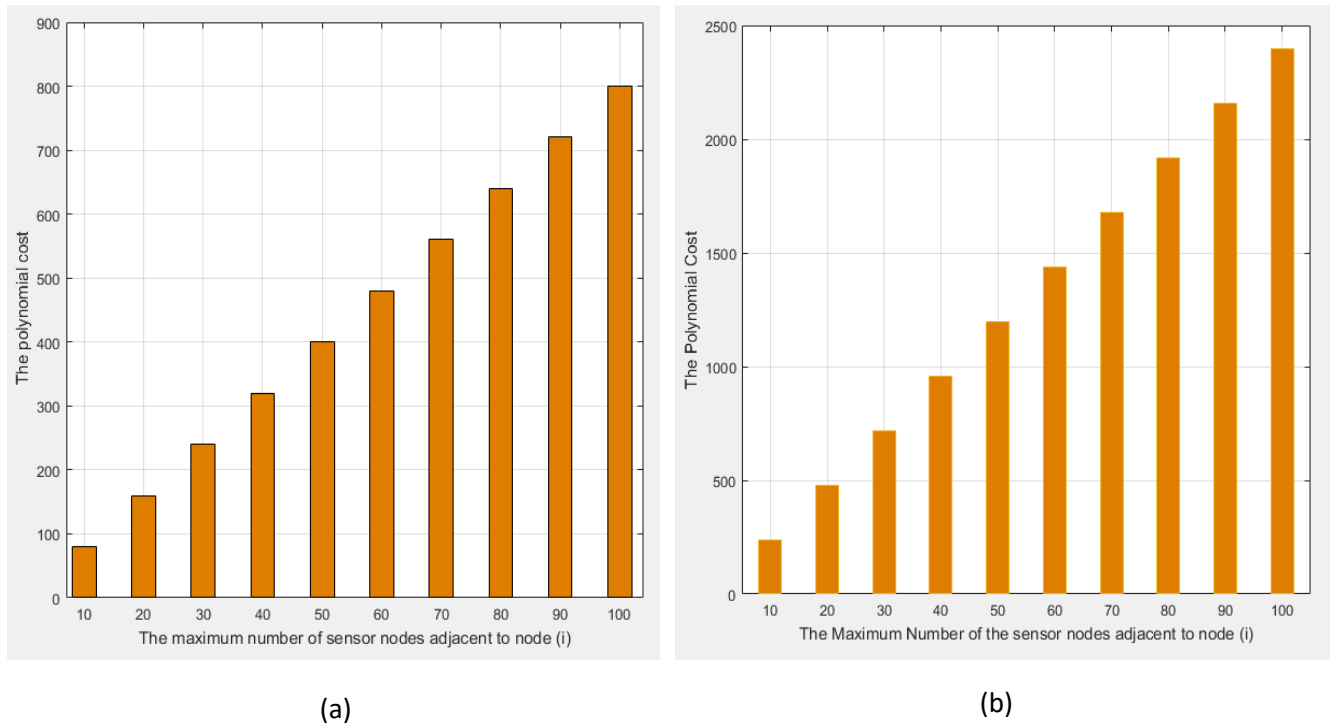 900
800
700
600
500
400
300
200
100
0
The polynomial cost
10 20 30 40 50 60 70 80 90 100
The maximum number of sensor nodes adjacent to node (i)
(a)
2500
2000
1500
1000
500
0
The Polynomial Cost
10 20 30 40 50 60 70 80 90 100
The Maximum Number of the sensor nodes adjacent to node (i)
(b)